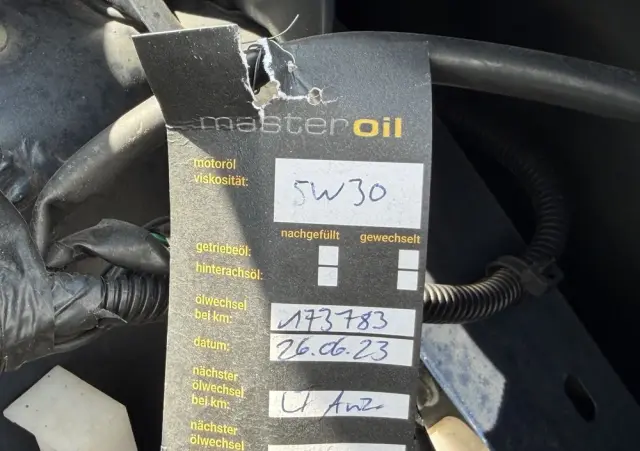 masteroil
motoröl
viskosität:
5W30
nachgefüllt gewechselt
getriebeöl:
hinterachsöl:
ölwechsel
bei km: 173783
datum: 26.06.23
nächster
ölwechsel
bei km: U Anz.
nächster
ölwechsel